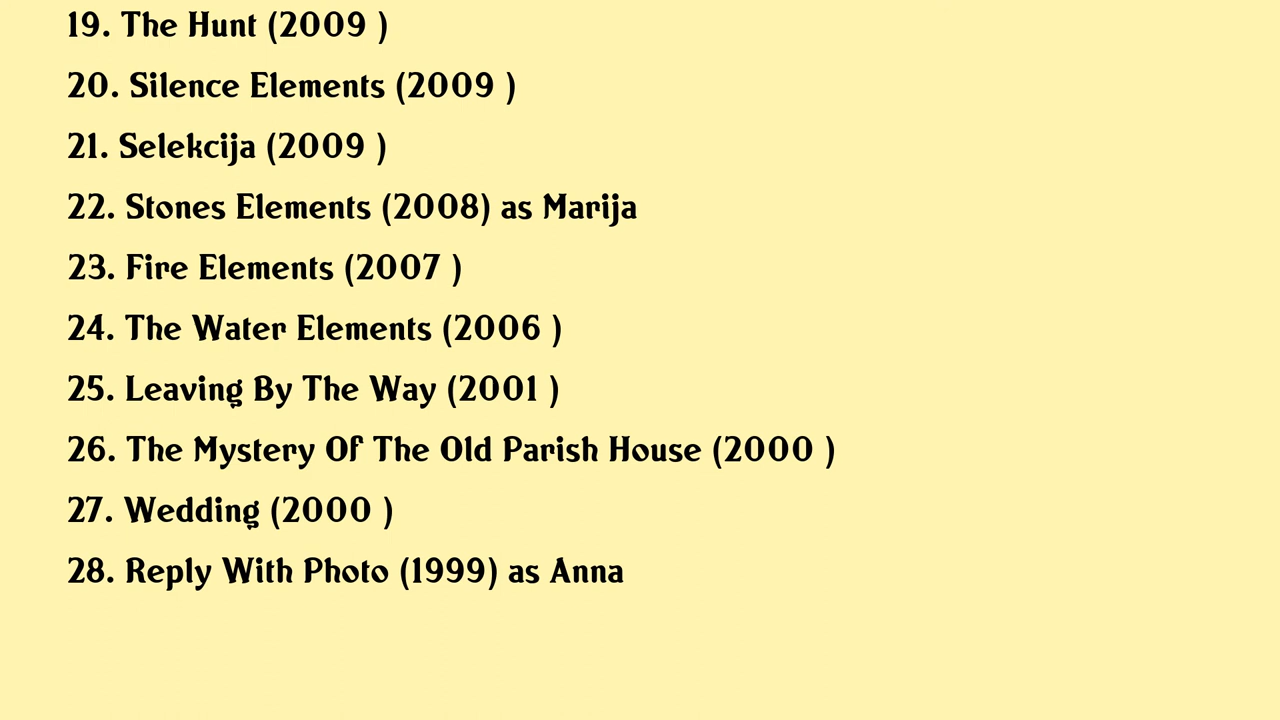 19. The Hunt (2009 )
20. Silence Elements (2009 )
21. Selekcija (2009 )
22. Stones Elements (2008) as Marija
23. Fire Elements (2007 )
24. The Water Elements (2006 )
25. Leaving By The Way (2001 )
26. The Mystery Of The Old Parish House (2000 )
27. Wedding (2000 )
28. Reply With Photo (1999) as Anna